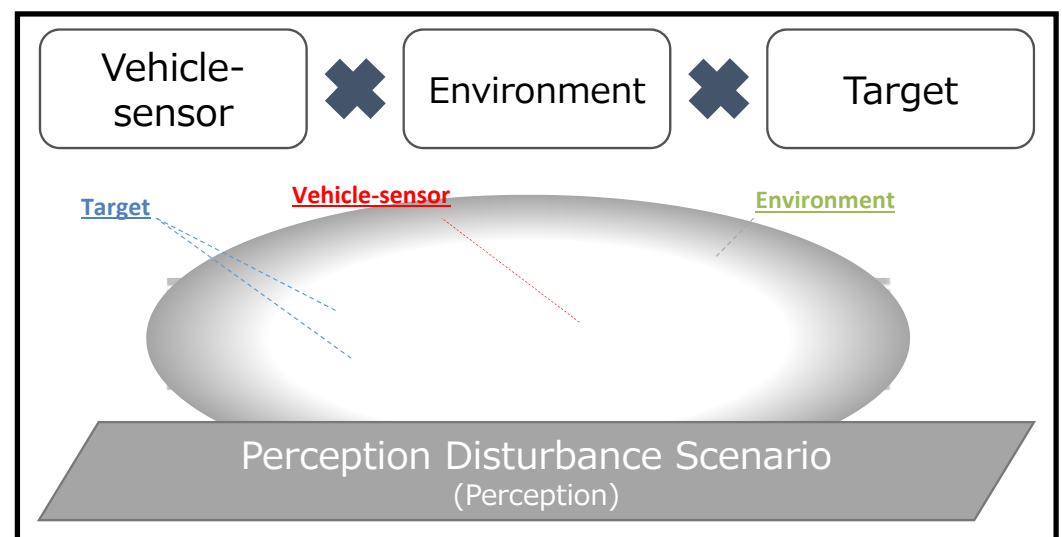 Vehicle-
sensor
Environment
Target
Target
Vehicle-sensor
Environment
Perception Disturbance Scenario
(Perception)